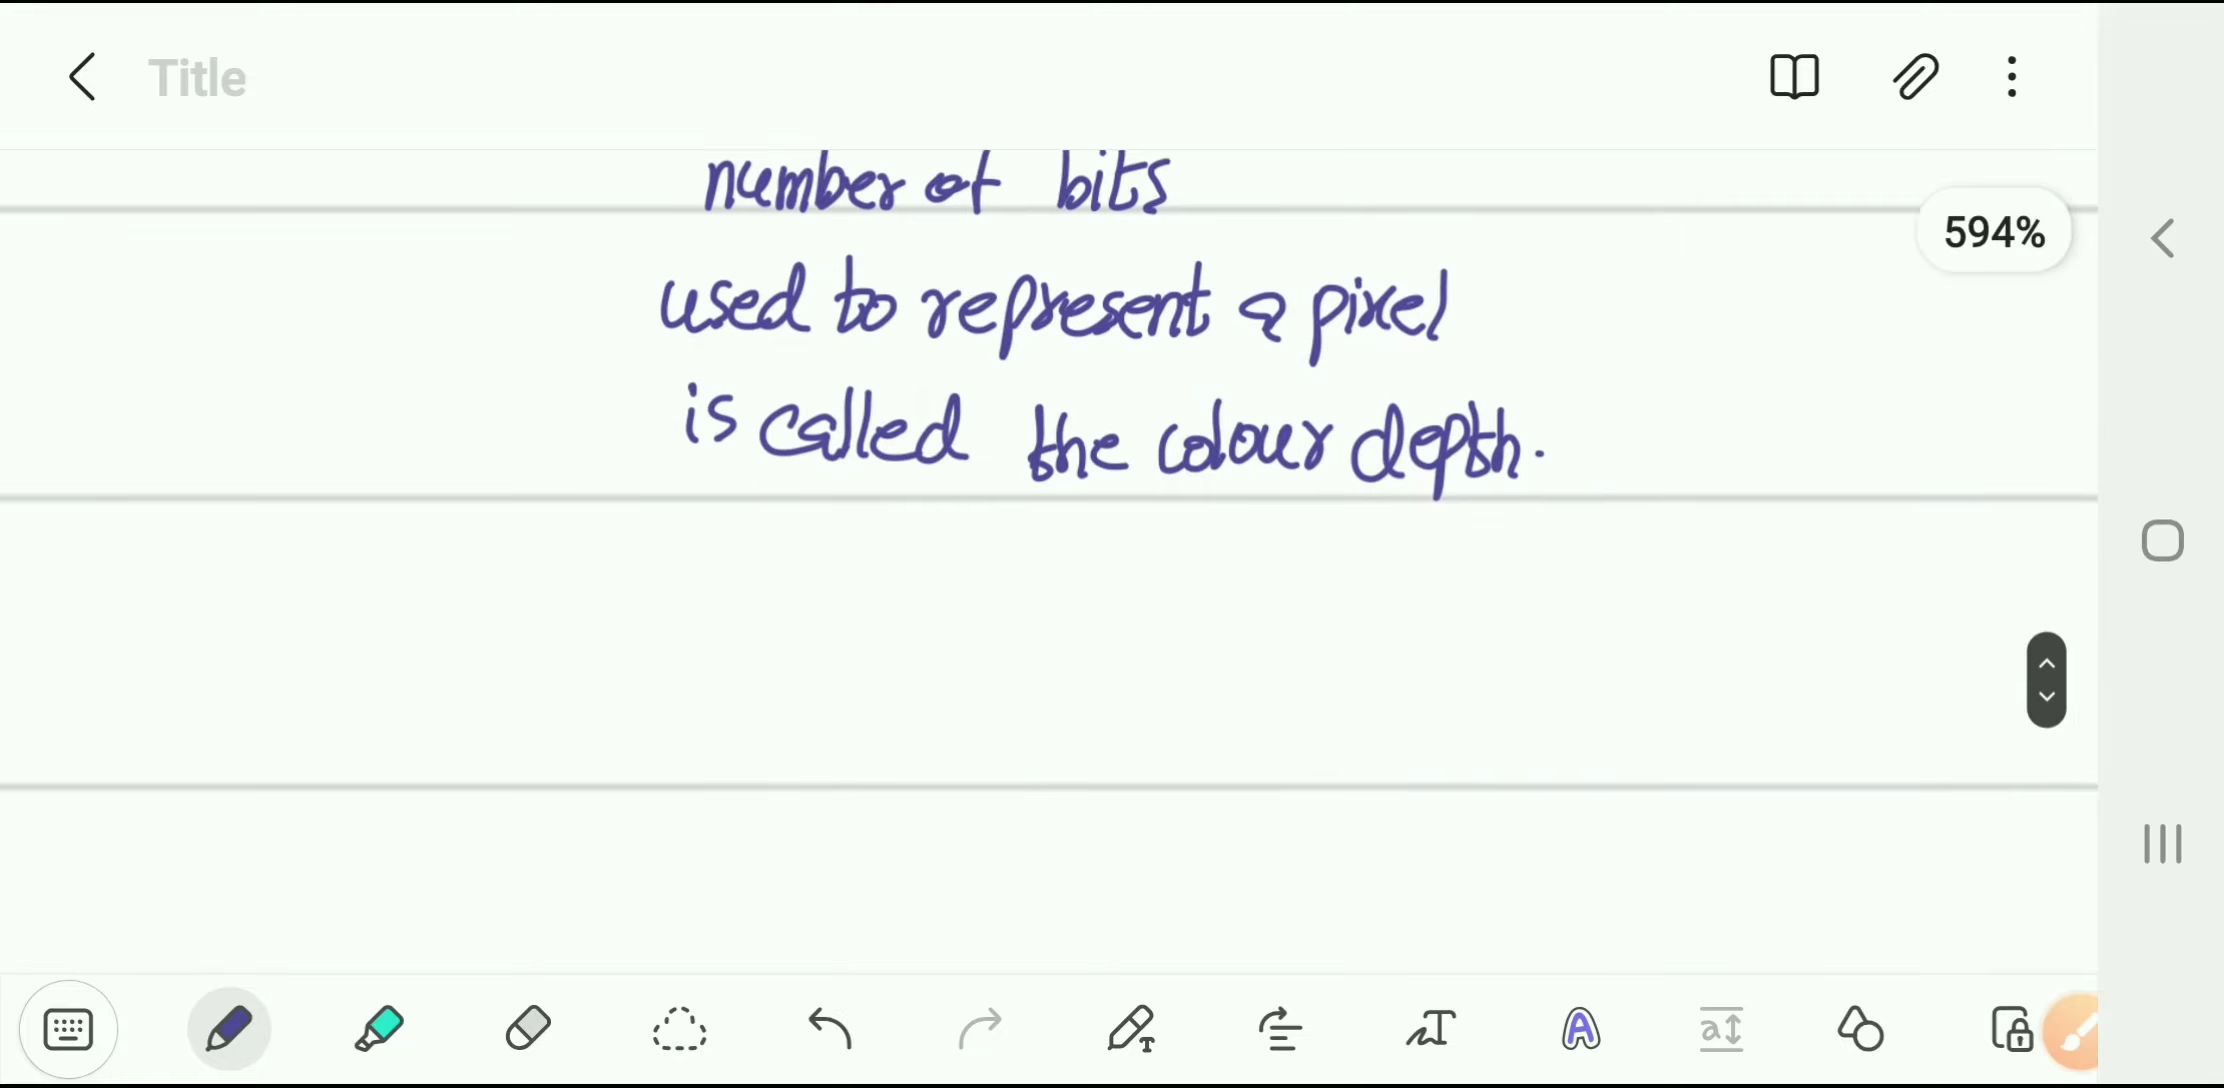 Title
number of bits
594%
used to represent a pixel
is called the colour depth.